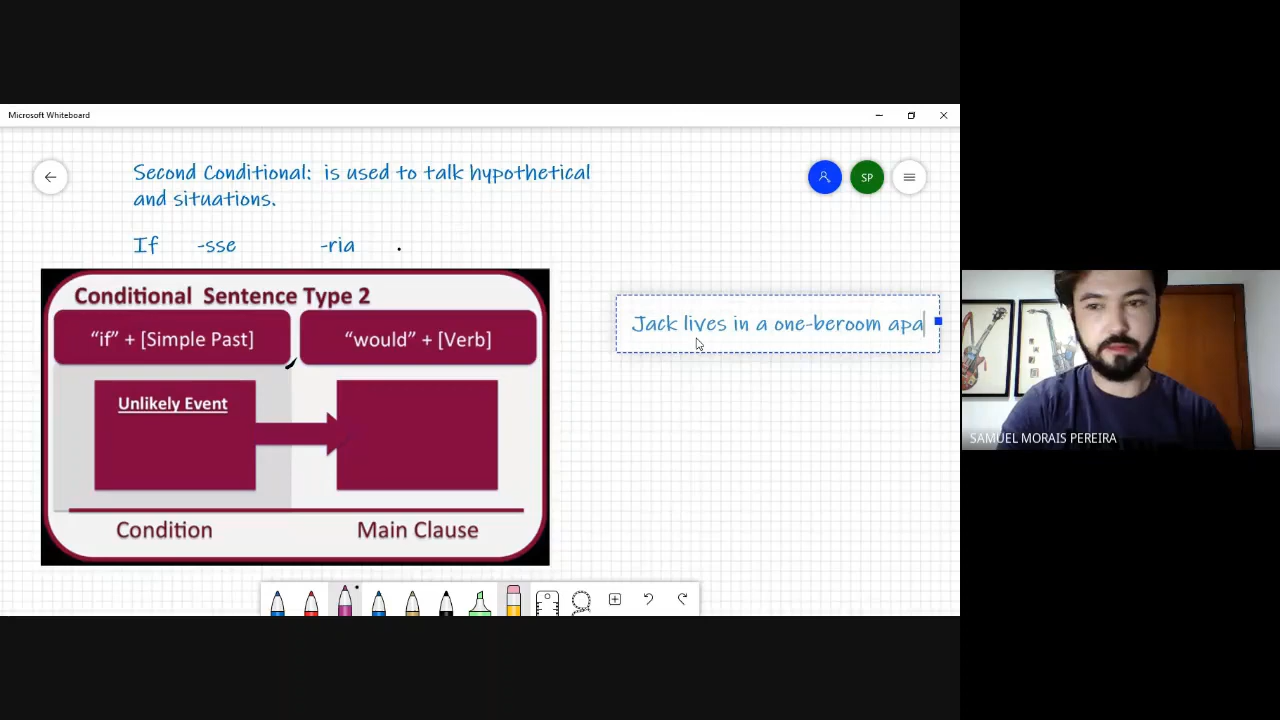 Microsoft Whiteboard
Second Conditional: is used to talk hypothetical
and situations.
SP
If -sse -ria .
Conditional Sentence Type 2
“if” + [Simple Past]
“would” + [Verb]
Jack lives in a one-beroom apa
Unlikely Event
SAMUEL MORAIS PEREIRA
Condition
Main Clause